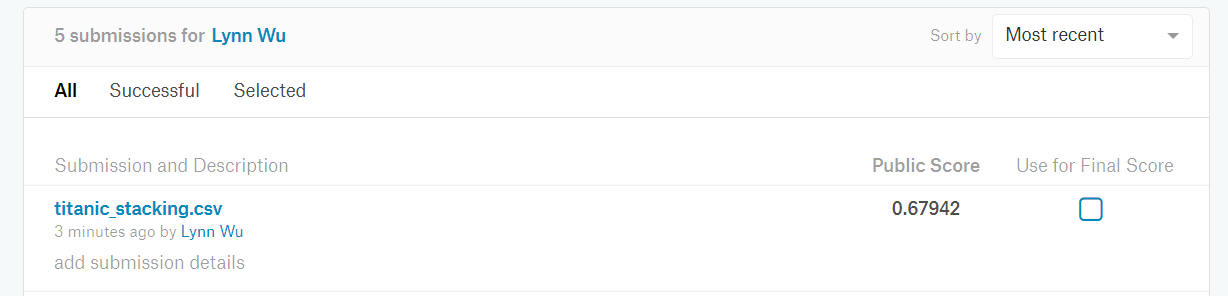 5 submissions for Lynn Wu Sort by Most recent
All Successful Selected
Submission and Description Public Score Use for Final Score
titanic_stacking.csv 0.67942
3 minutes ago by Lynn Wu
add submission details